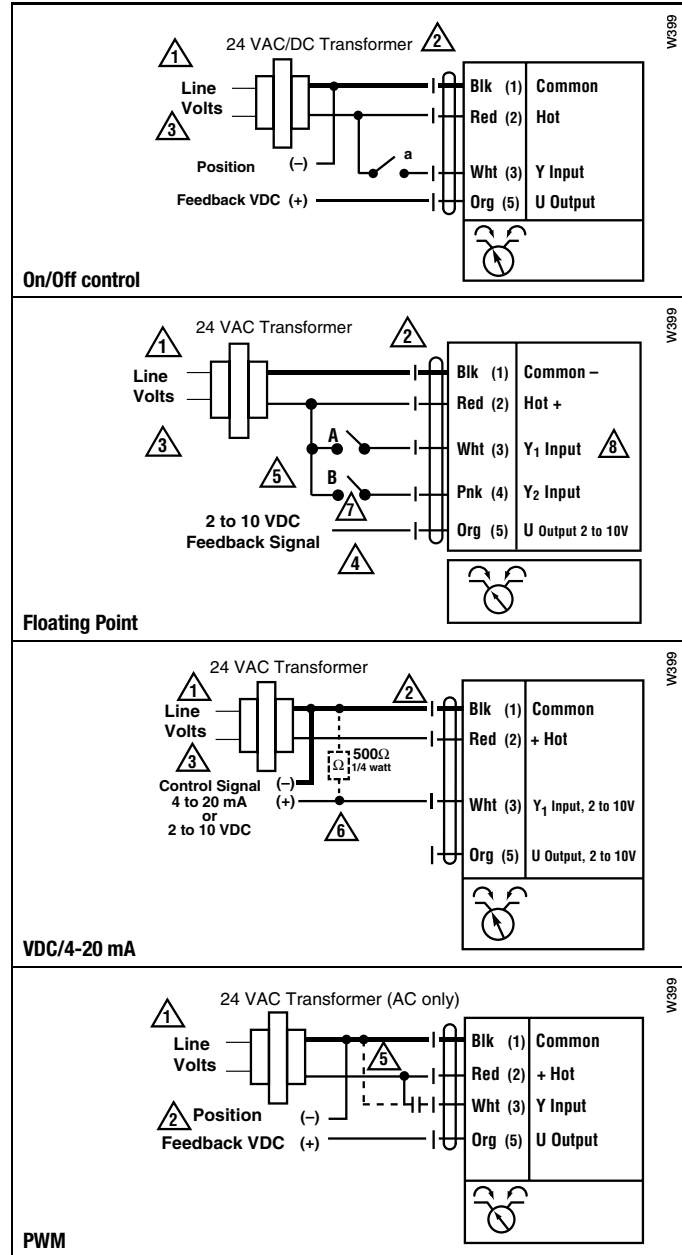 W399
24 VAC/DC Transformer
2
1
Line
Volts
3
Blk (1) Common
Red (2) Hot
a
Position (–)
Wht (3) Y Input
Feedback VDC (+)
Org (5) U Output
On/Off control
W399
24 VAC Transformer
2
1
Line
Volts
3
Blk (1) Common –
Red (2) Hot +
A
Wht (3) Y1 Input
8
5
B
Pnk (4) Y2 Input
7
2 to 10 VDC
Feedback Signal
4
Org (5) U Output 2 to 10V
Floating Point
W399
24 VAC Transformer
2
1
Line
Volts
3
Blk (1) Common
Red (2) + Hot
Ω
500Ω
1/4 watt
Control Signal (–)
4 to 20 mA (+)
or
2 to 10 VDC
6
Wht (3) Y1 Input, 2 to 10V
Org (5) U Output, 2 to 10V
VDC/4-20 mA
W399
24 VAC Transformer (AC only)
1
Line
Volts
5
Blk (1) Common
Red (2) + Hot
Wht (3) Y Input
2
Position (–)
Feedback VDC (+)
Org (5) U Output
PWM